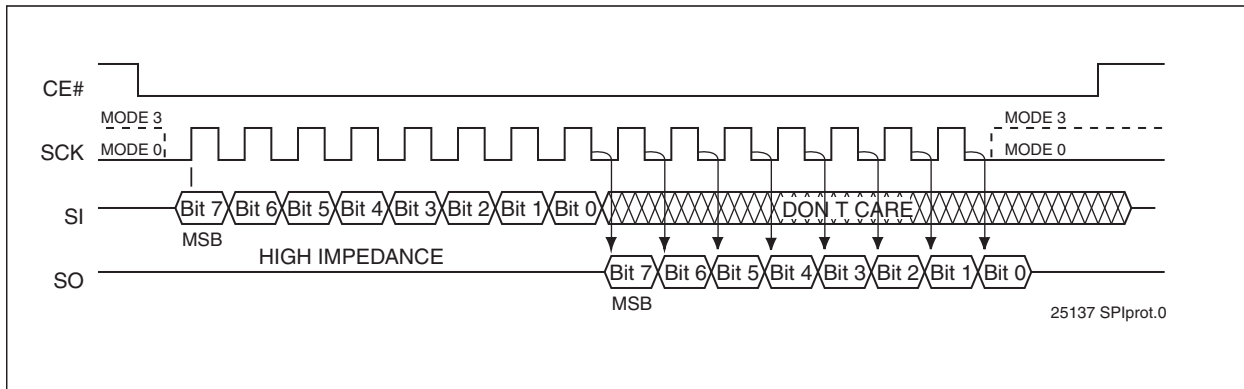 CE#
MODE 3
MODE 3
SCK
MODE 0
MODE 0
SI
Bit 7
Bit 6
Bit 5
Bit 4
Bit 3
Bit 2
Bit 1
Bit 0
DON T CARE
MSB
HIGH IMPEDANCE
SO
Bit 7
Bit 6
Bit 5
Bit 4
Bit 3
Bit 2
Bit 1
Bit 0
MSB
25137 SPIprot.0